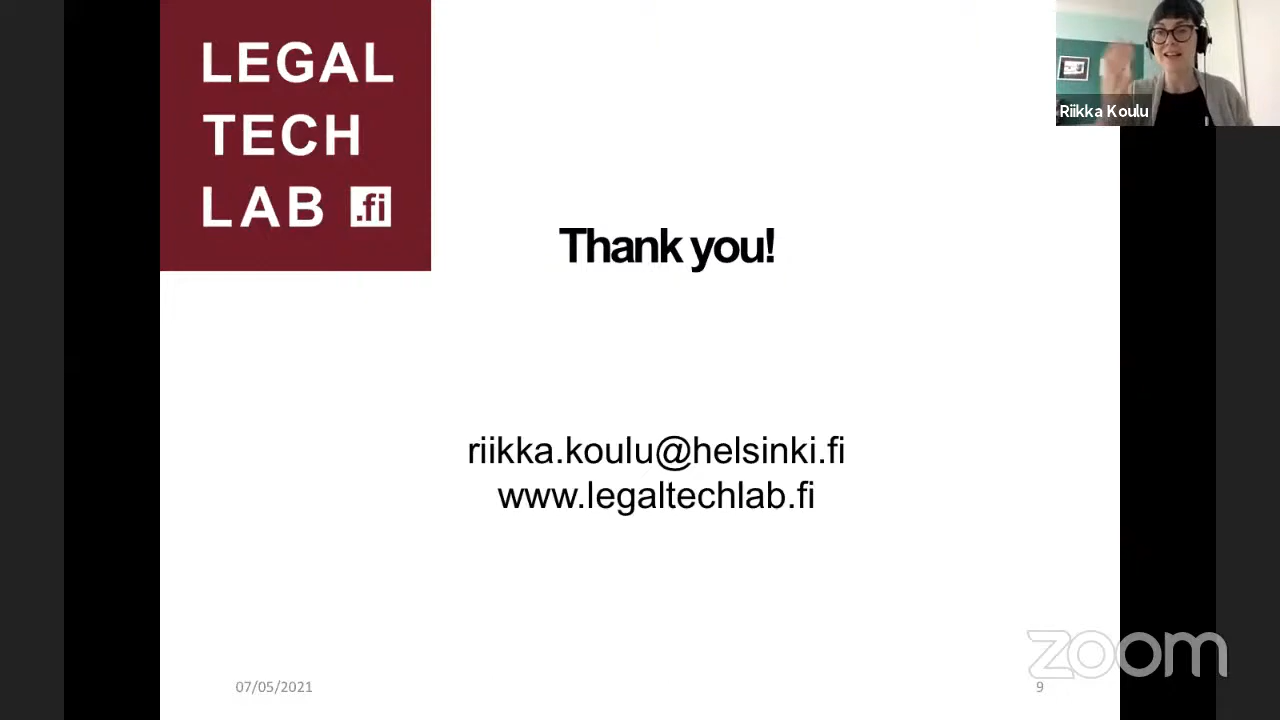 LEGAL
TECH
LAB .fi
Riikka Koulu
Thank you!
riikka.koulu@helsinki.fi
www.legaltechlab.fi
zoom
07/05/2021
9